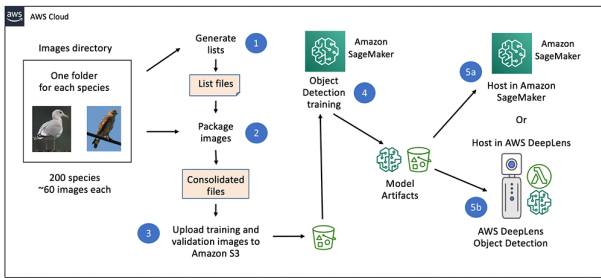 aws
AWS Cloud
Images directory
One folder
for each species
200 species
~60 images each
Generate
lists
1
List files
Package
images
2
Consolidated
files
3
Upload training and
validation images to
Amazon S3
Amazon
SageMaker
Object
Detection
training
4
Model
Artifacts
5a
Amazon
SageMaker
Host in Amazon
SageMaker
Or
Host in AWS DeepLens
5b
AWS DeepLens
Object Detection